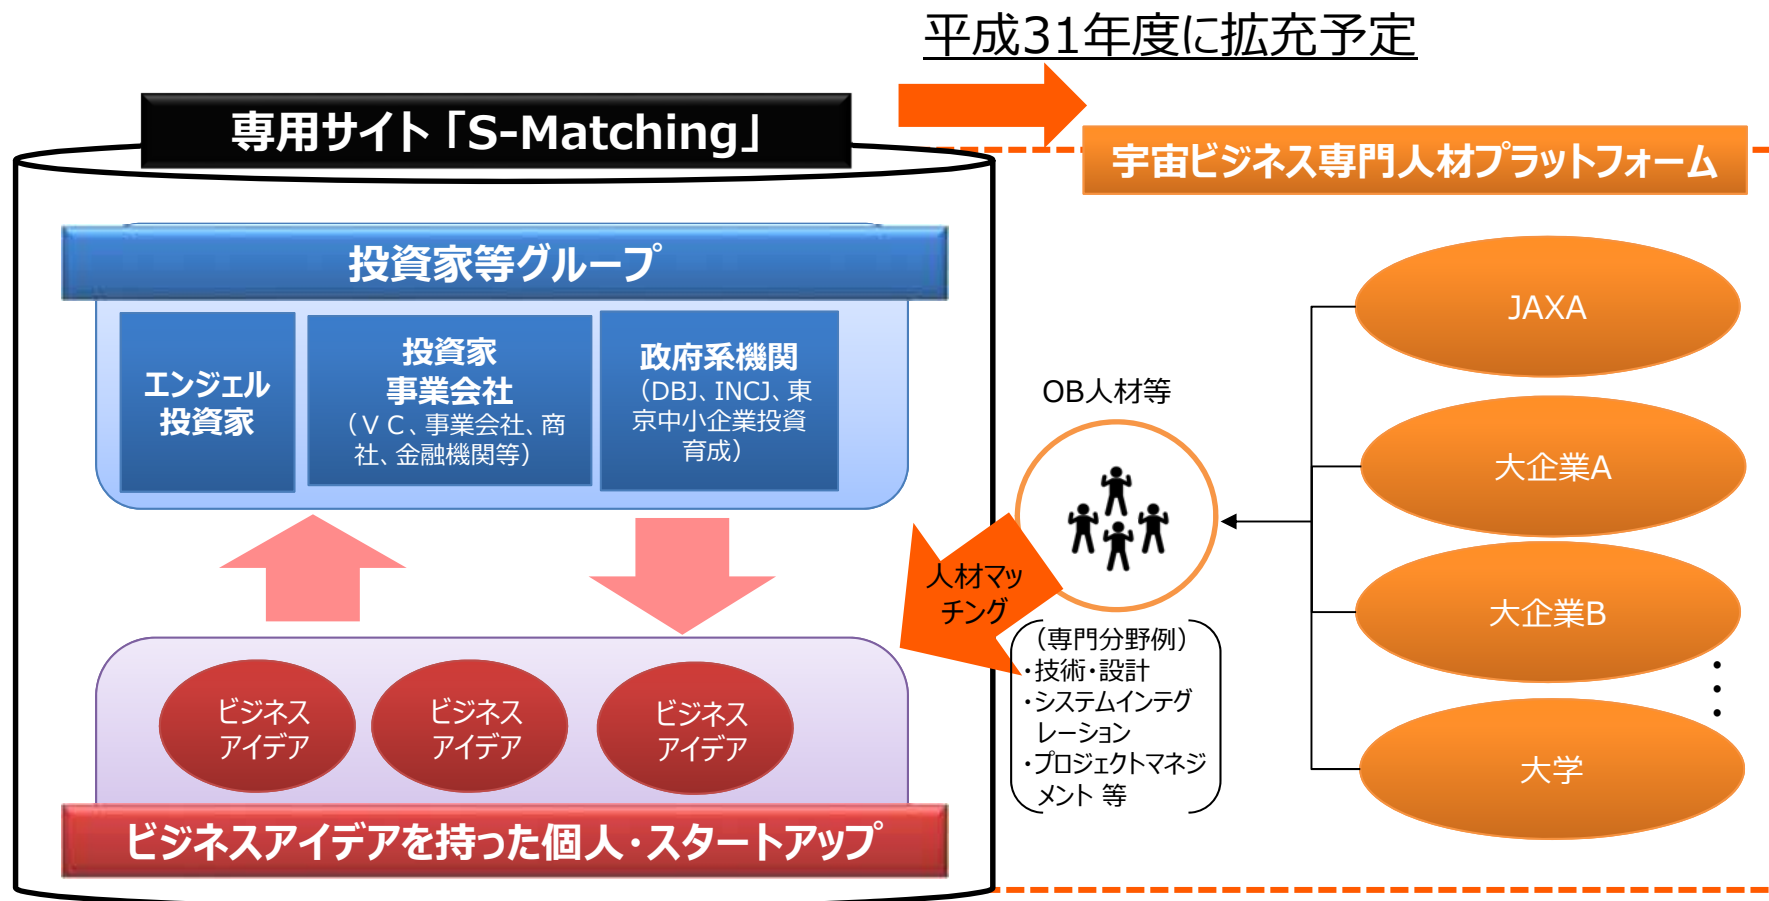 平成31年度に拡充予定
専用サイト「S-Matching」
宇宙ビジネス専門人材プラットフォーム
投資家等グループ
エンジェル
投資家
投資家
事業会社
（ＶＣ、事業会社、商
社、金融機関等）
政府系機関
（DBJ、INCJ、東
京中小企業投資
育成）
ビジネス
アイデア
ビジネス
アイデア
ビジネス
アイデア
ビジネスアイデアを持った個人・スタートアップ
人材マッ
チング
OB人材等
（専門分野例）
・技術・設計
・システムインテグ
レーション
・プロジェクトマネジ
メント 等
JAXA
大企業A
大企業B
・・・
大学